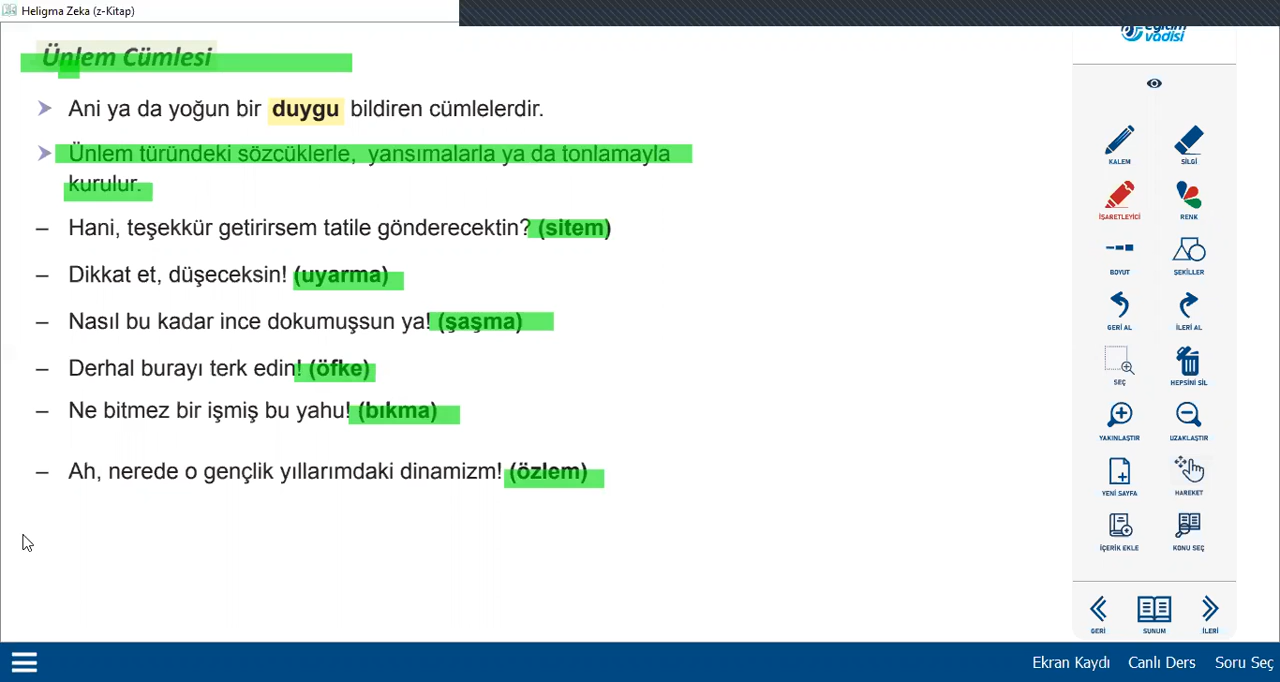 Heligma Zeka (z-Kitap)
Ünlem Cümlesi
Ani ya da yoğun bir duygu bildiren cümlelerdir.
Ünlem türündeki sözcüklerle, yansımalarla ya da tonlamayla
kurulur.
– Hani, teşekkür getirirsem tatile gönderecektin? (sitem)
– Dikkat et, düşeceksin! (uyarma)
– Nasıl bu kadar ince dokumuşsun ya! (şaşma)
– Derhal burayı terk edin! (öfke)
– Ne bitmez bir işmiş bu yahu! (bıkma)
– Ah, nerede o gençlik yıllarımdaki dinamizm! (özlem)
eğitim
vadisi
KALEM SİLGİ
İŞARETLEYİCİ RENK
BOYUT ŞEKİLLER
GERİ AL İLERİ AL
SEÇ HEPSİNİ SİL
YAKINLAŞTIR UZAKLAŞTIR
YENİ SAYFA HAREKET
İÇERİK EKLE KONU SEÇ
GERİ SUNUM İLERİ
Ekran Kaydı Canlı Ders Soru Seç